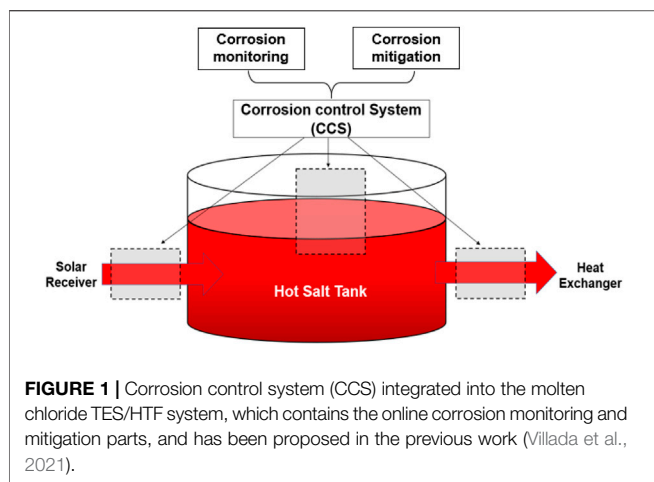 Corrosion
monitoring
Corrosion
mitigation
Corrosion control System
(CCS)
Solar
Receiver
Hot Salt Tank
Heat
Exchanger
FIGURE 1 | Corrosion control system (CCS) integrated into the molten
chloride TES/HTF system, which contains the online corrosion monitoring and
mitigation parts, and has been proposed in the previous work (Villada et al.,
2021).